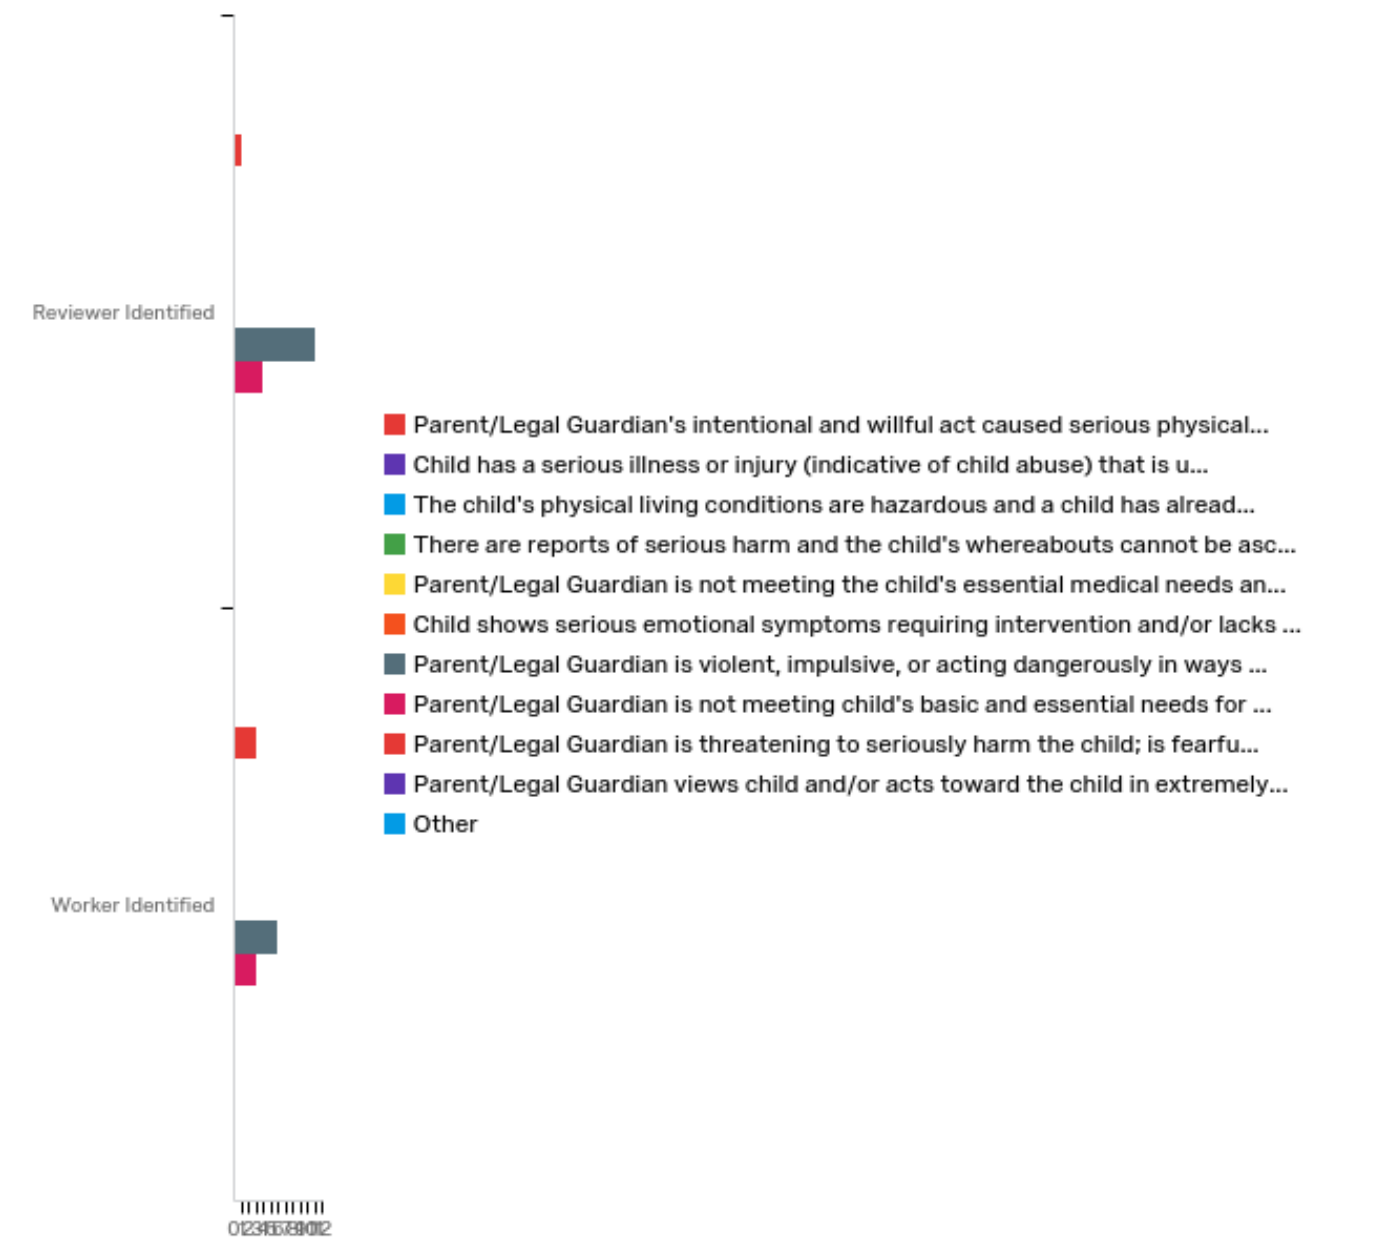 Reviewer Identified
Parent/Legal Guardian's intentional and willful act caused serious physical...
Child has a serious illness or injury (indicative of child abuse) that is u...
The child's physical living conditions are hazardous and a child has alread...
There are reports of serious harm and the child's whereabouts cannot be asc...
Parent/Legal Guardian is not meeting the child's essential medical needs an...
Child shows serious emotional symptoms requiring intervention and/or lacks ...
Parent/Legal Guardian is violent, impulsive, or acting dangerously in ways ...
Parent/Legal Guardian is not meeting child's basic and essential needs for ...
Parent/Legal Guardian is threatening to seriously harm the child; is fearfu...
Parent/Legal Guardian views child and/or acts toward the child in extremely...
Other
Worker Identified